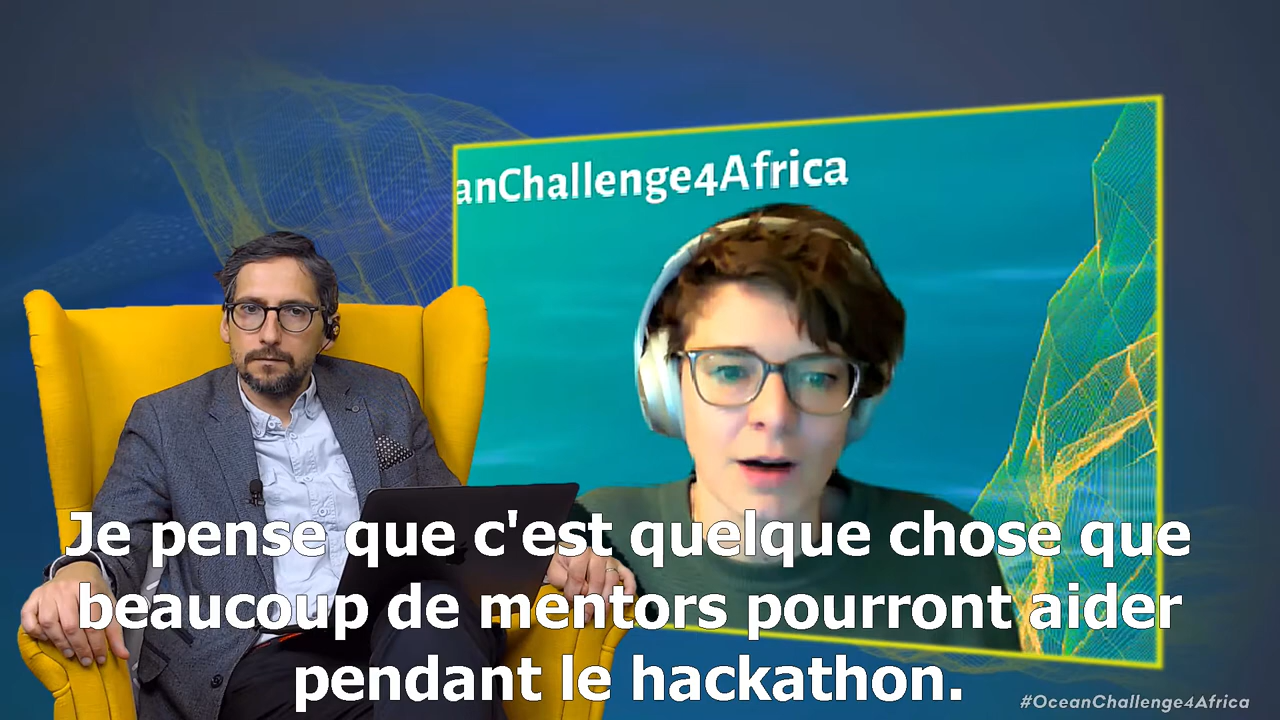 anChallenge4Africa
Je pense que c'est quelque chose que
beaucoup de mentors pourront aider
pendant le hackathon.
#OceanChallenge4Africa